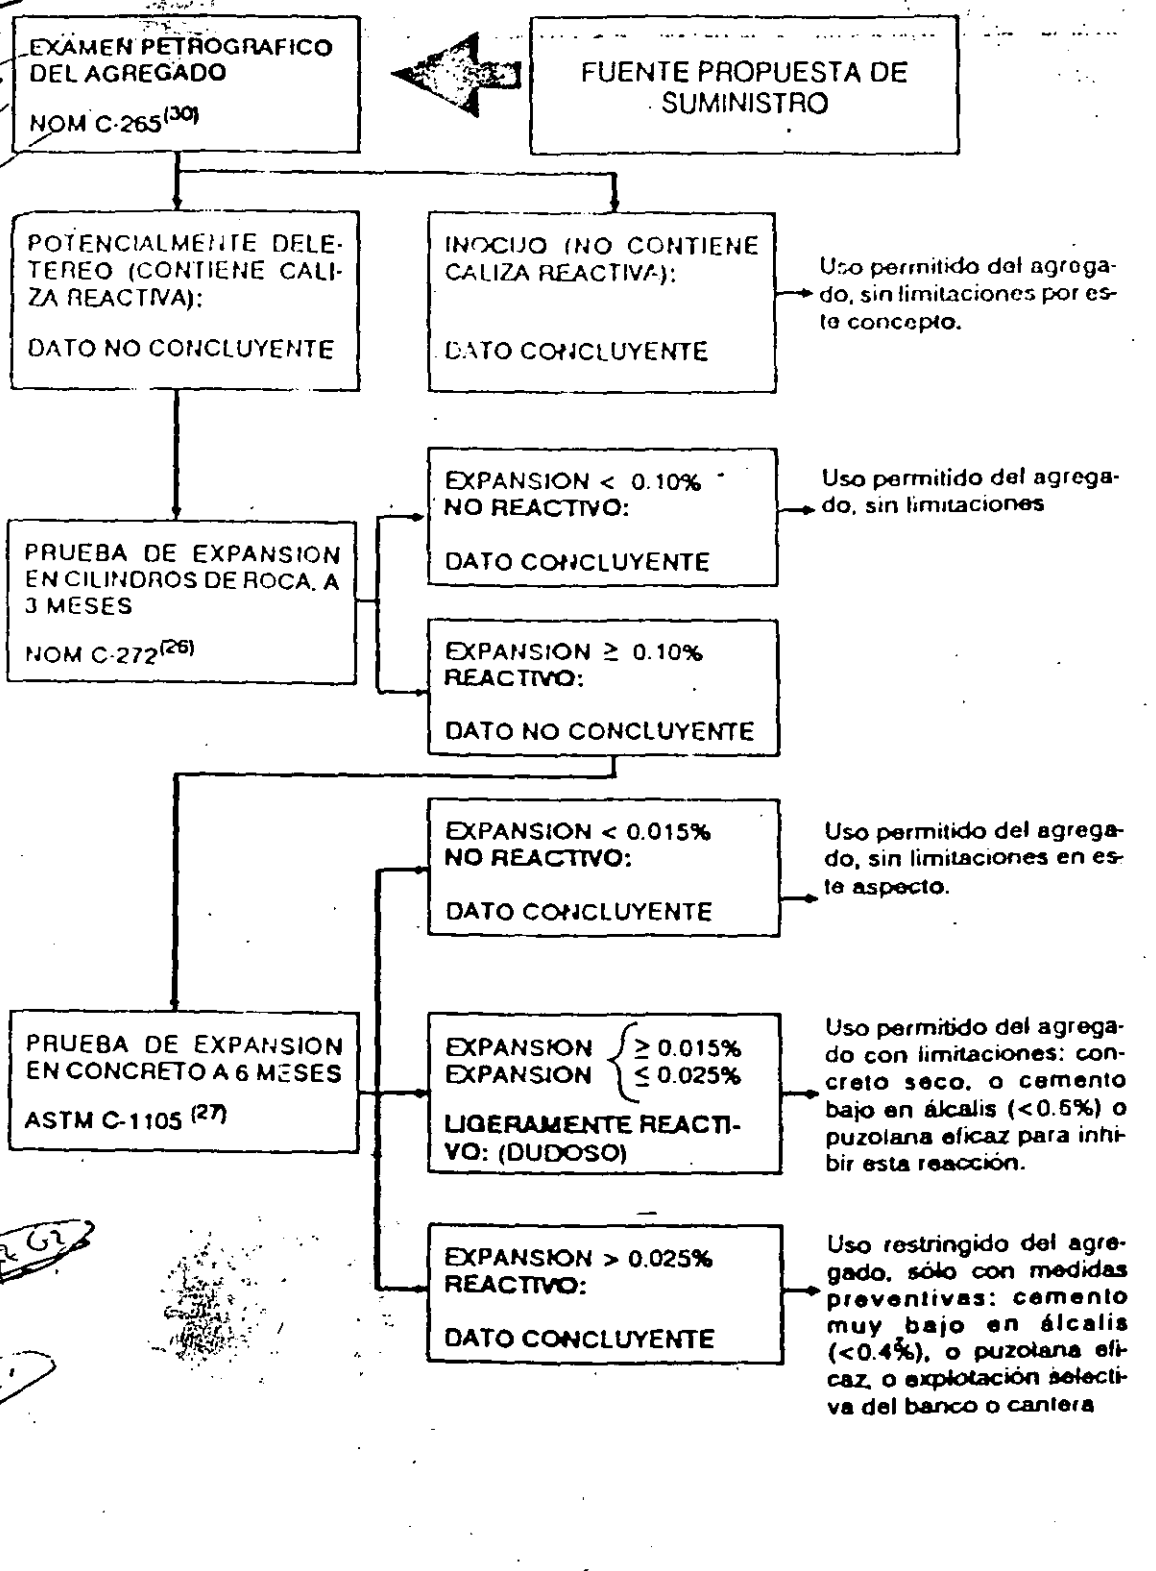 EXAMEN PETROGRAFICO
DEL AGREGADO
NOM C-265(30)
FUENTE PROPUESTA DE
SUMINISTRO
POTENCIALMENTE DELE-
TEREO (CONTIENE CALI-
ZA REACTIVA):
DATO NO CONCLUYENTE
INOCUO (NO CONTIENE
CALIZA REACTIVA):
DATO CONCLUYENTE
Uso permitido del agrega-
do, sin limitaciones por es-
te concepto.
PRUEBA DE EXPANSION
EN CILINDROS DE ROCA, A
3 MESES
NOM C-272(26)
EXPANSION < 0.10%
NO REACTIVO:
DATO CONCLUYENTE
Uso permitido del agrega-
do, sin limitaciones
EXPANSION ≥ 0.10%
REACTIVO:
DATO NO CONCLUYENTE
EXPANSION < 0.015%
NO REACTIVO:
DATO CONCLUYENTE
Uso permitido del agrega-
do, sin limitaciones en es-
te aspecto.
PRUEBA DE EXPANSION
EN CONCRETO A 6 MESES
ASTM C-1105 (27)
EXPANSION ≥ 0.015%
EXPANSION ≤ 0.025%
LIGERAMENTE REACTI-
VO: (DUDOSO)
Uso permitido del agrega-
do con limitaciones: con-
creto seco, o cemento
bajo en álcalis (<0.6%) o
puzolana eficaz para inhi-
bir esta reacción.
EXPANSION > 0.025%
REACTIVO:
DATO CONCLUYENTE
Uso restringido del agre-
gado, sólo con medidas
preventivas: cemento
muy bajo en álcalis
(<0.4%), o puzolana efi-
caz, o explotación selecti-
va del banco o cantera